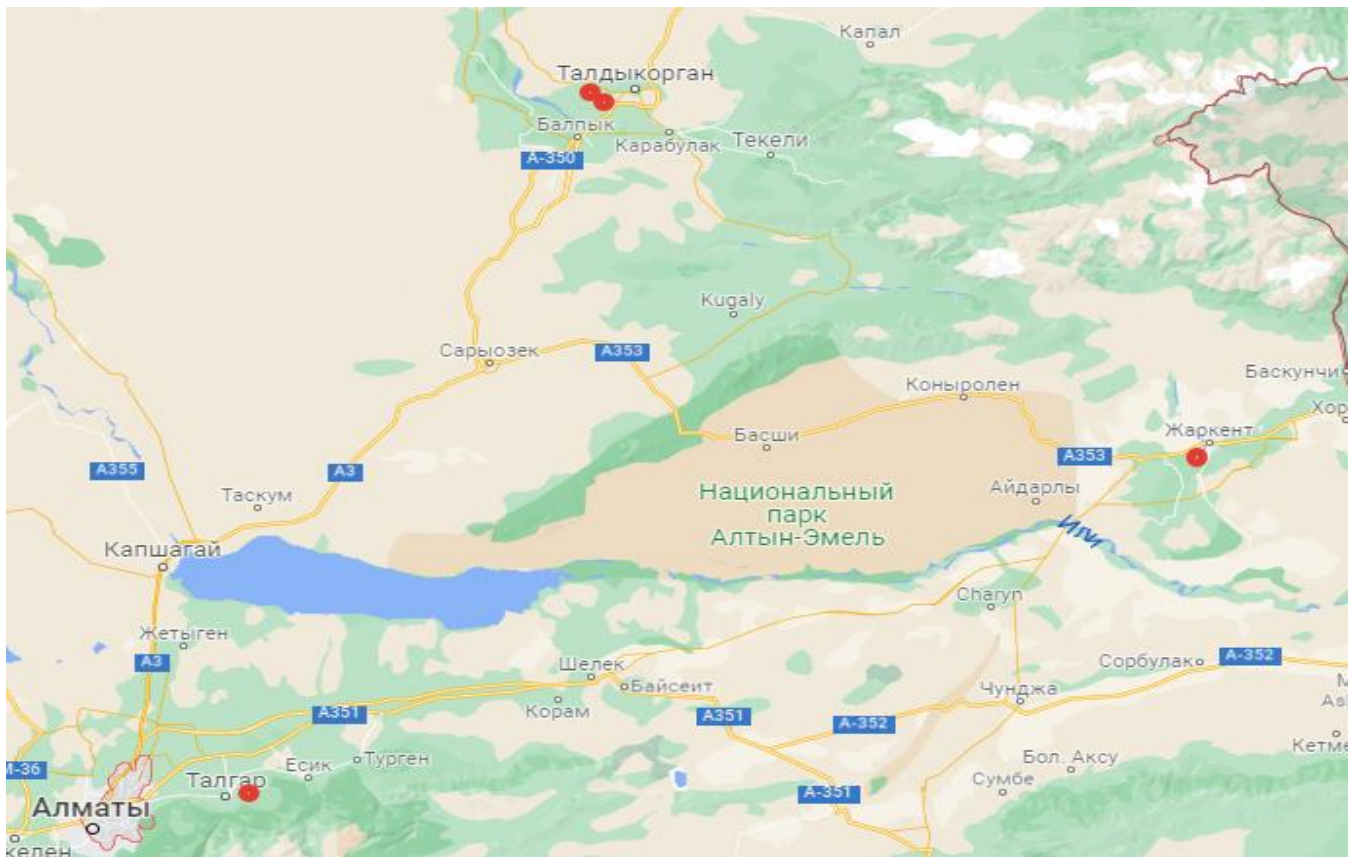 Капал
Талдыкорган
Балпык
Карабулак
Текели
А-350
Kugaly
Сарыозек
А353
Коныролен
Баскунчи
Хор
Жаркент
Басши
А353
А355
А3
Таскум
Айдарлы
Национальный
парк
Алтын-Эмель
Или
Капшагай
Charyn
Жетыген
А3
Шелек
Байсеит
Сорбулак
А-352
Корам
А351
А351
А-352
Чунджа
Кетме
Бол. Аксу
Сумбе
Турген
Есик
Талгар
А-351
Алматы